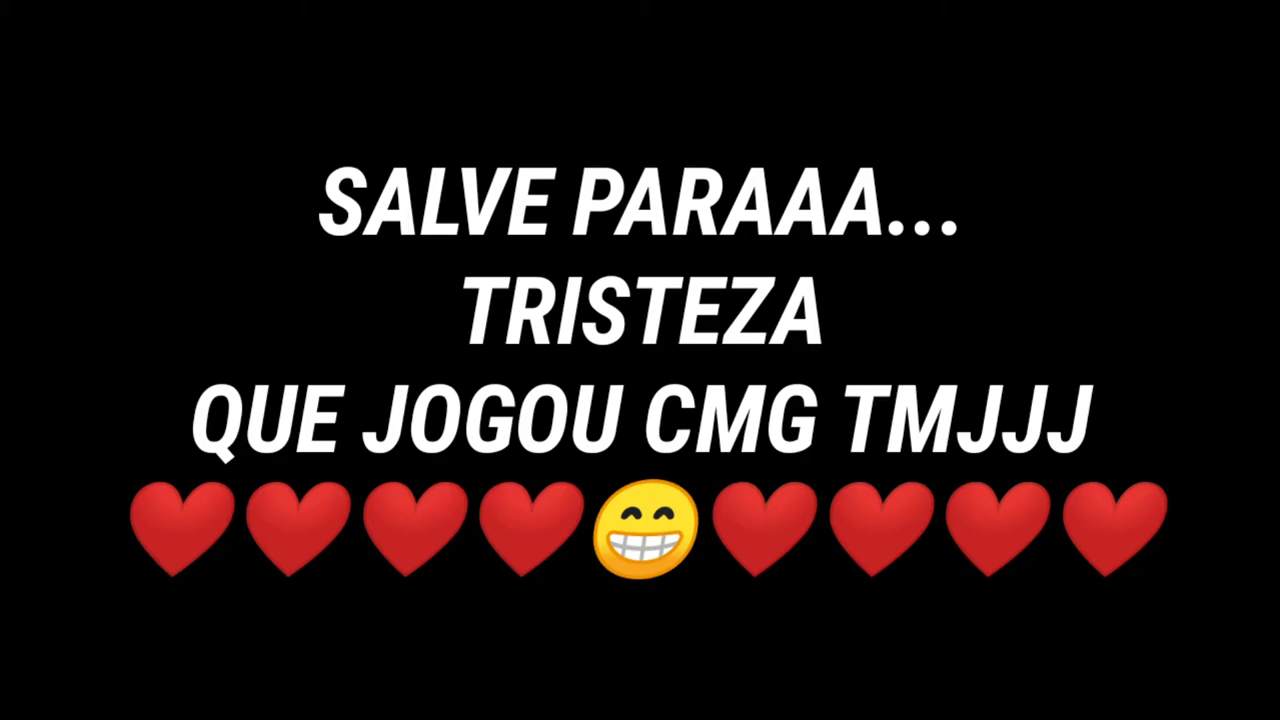 SALVE PARAAA...
TRISTEZA
QUE JOGOU CMG TMJJJ
❤️❤️❤️❤️😁❤️❤️❤️❤️